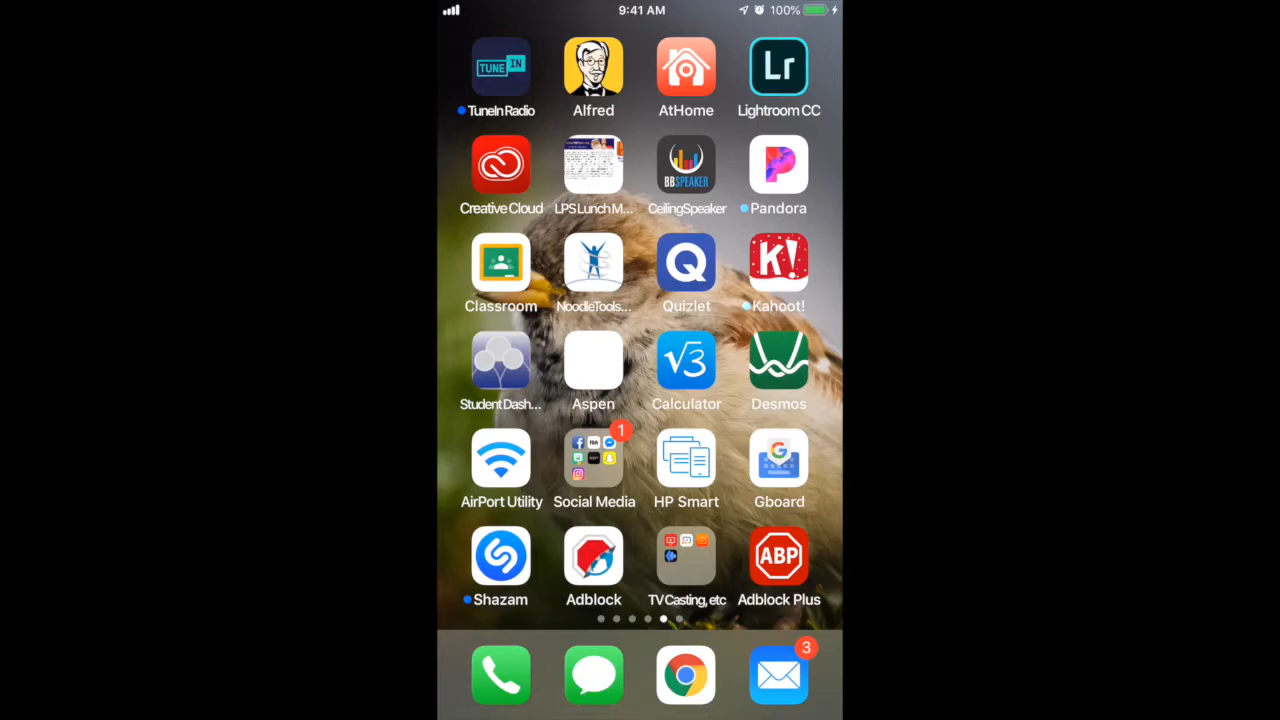 9:41 AM 100%
TUNE IN
Lr
TuneIn Radio Alfred AtHome Lightroom CC
BBSPEAKER
Creative Cloud LPS Lunch M... CeilingSpeaker Pandora
Q K!
Classroom NoodleTools... Quizlet Kahoot!
√3
Student Dash... Aspen Calculator Desmos
1
G
AirPort Utility Social Media HP Smart Gboard
ABP
Shazam Adblock TV Casting, etc Adblock Plus
3